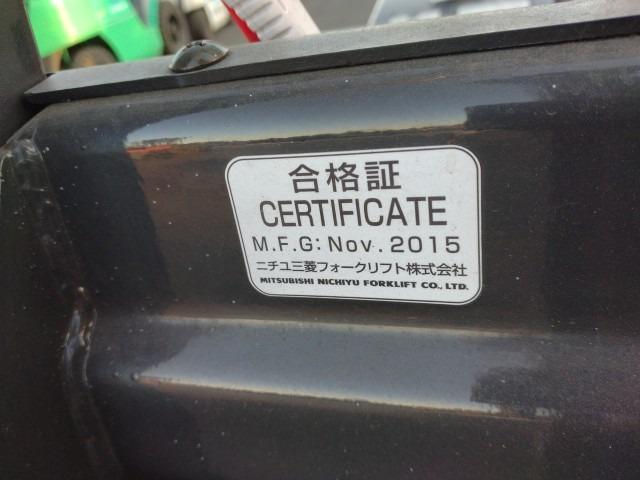 合格証
CERTIFICATE
M.F.G: Nov. 2015
ニチユ三菱フォークリフト株式会社
MITSUBISHI NICHIYU FORKLIFT CO., LTD.